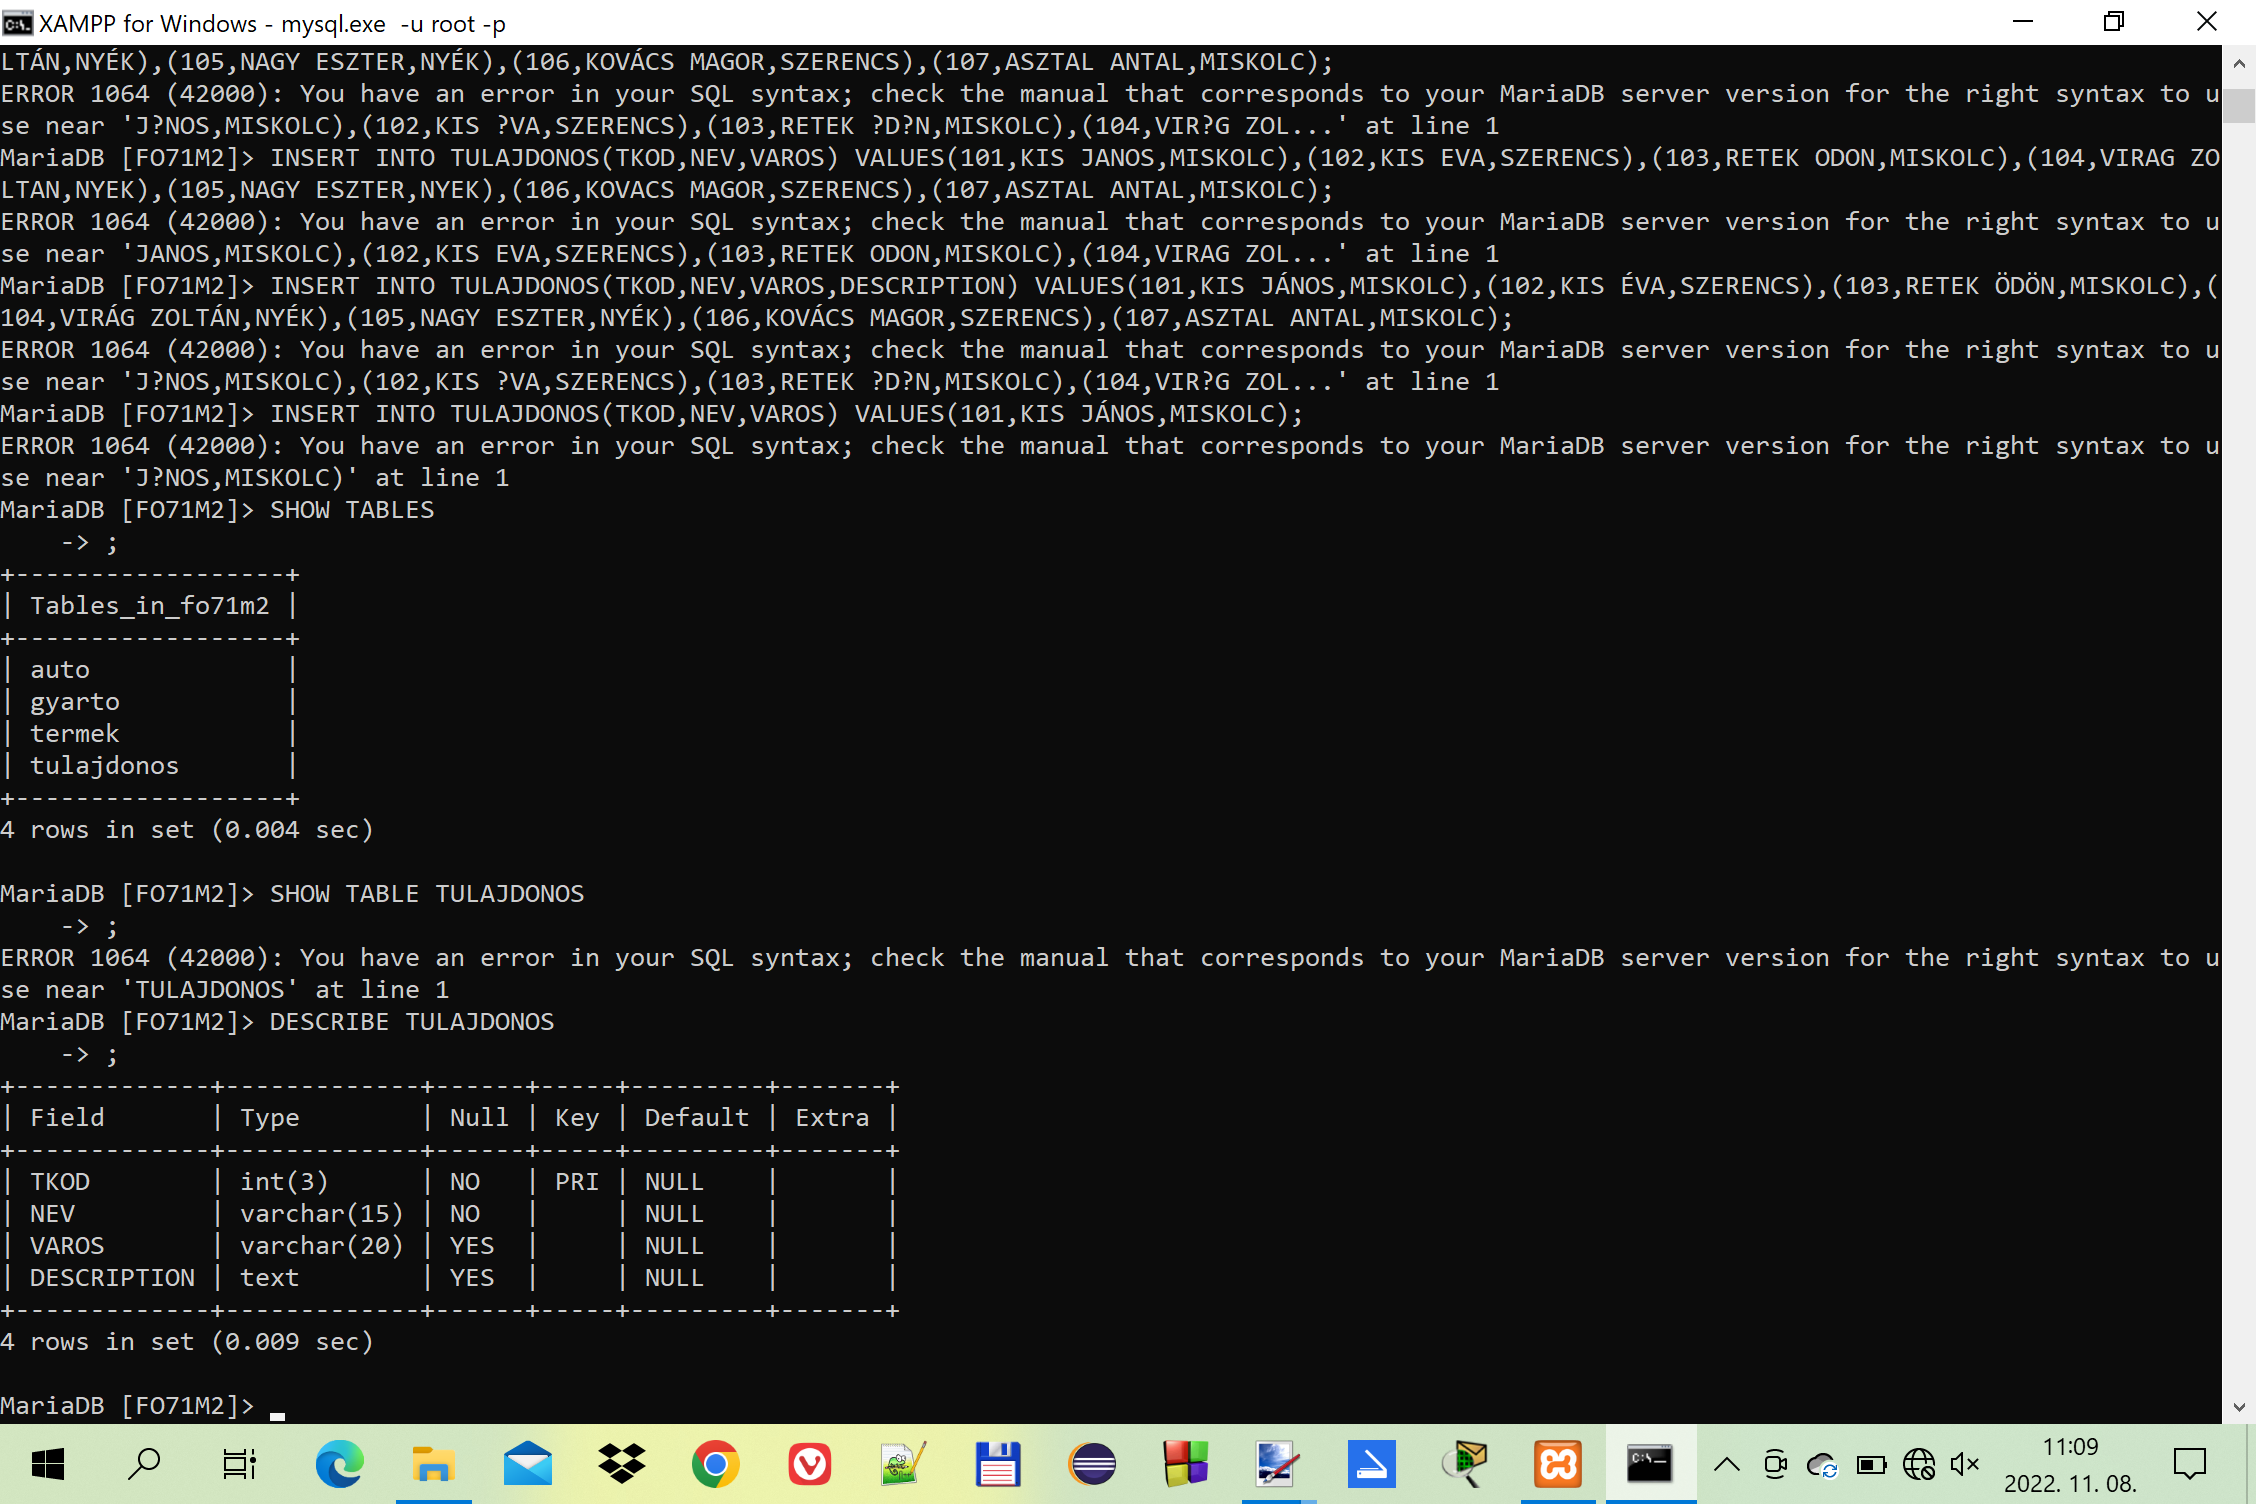 XAMPP for Windows - mysql.exe  -u root -p
LTÁN,NYÉK),(105,NAGY ESZTER,NYÉK),(106,KOVÁCS MAGOR,SZERENCS),(107,ASZTAL ANTAL,MISKOLC);
ERROR 1064 (42000): You have an error in your SQL syntax; check the manual that corresponds to your MariaDB server version for the right syntax to u
se near 'J?NOS,MISKOLC),(102,KIS ?VA,SZERENCS),(103,RETEK ?D?N,MISKOLC),(104,VIR?G ZOL...' at line 1
MariaDB [FO71M2]> INSERT INTO TULAJDONOS(TKOD,NEV,VAROS) VALUES(101,KIS JANOS,MISKOLC),(102,KIS EVA,SZERENCS),(103,RETEK ODON,MISKOLC),(104,VIRAG ZO
LTAN,NYEK),(105,NAGY ESZTER,NYEK),(106,KOVACS MAGOR,SZERENCS),(107,ASZTAL ANTAL,MISKOLC);
ERROR 1064 (42000): You have an error in your SQL syntax; check the manual that corresponds to your MariaDB server version for the right syntax to u
se near 'JANOS,MISKOLC),(102,KIS EVA,SZERENCS),(103,RETEK ODON,MISKOLC),(104,VIRAG ZOL...' at line 1
MariaDB [FO71M2]> INSERT INTO TULAJDONOS(TKOD,NEV,VAROS,DESCRIPTION) VALUES(101,KIS JÁNOS,MISKOLC),(102,KIS ÉVA,SZERENCS),(103,RETEK ÖDÖN,MISKOLC),(
104,VIRÁG ZOLTÁN,NYÉK),(105,NAGY ESZTER,NYÉK),(106,KOVÁCS MAGOR,SZERENCS),(107,ASZTAL ANTAL,MISKOLC);
ERROR 1064 (42000): You have an error in your SQL syntax; check the manual that corresponds to your MariaDB server version for the right syntax to u
se near 'J?NOS,MISKOLC),(102,KIS ?VA,SZERENCS),(103,RETEK ?D?N,MISKOLC),(104,VIR?G ZOL...' at line 1
MariaDB [FO71M2]> INSERT INTO TULAJDONOS(TKOD,NEV,VAROS) VALUES(101,KIS JÁNOS,MISKOLC);
ERROR 1064 (42000): You have an error in your SQL syntax; check the manual that corresponds to your MariaDB server version for the right syntax to u
se near 'J?NOS,MISKOLC)' at line 1
MariaDB [FO71M2]> SHOW TABLES
    -> ;
+------------------+
| Tables_in_fo71m2 |
+------------------+
| auto             |
| gyarto           |
| termek           |
| tulajdonos       |
+------------------+
4 rows in set (0.004 sec)
MariaDB [FO71M2]> SHOW TABLE TULAJDONOS
    -> ;
ERROR 1064 (42000): You have an error in your SQL syntax; check the manual that corresponds to your MariaDB server version for the right syntax to u
se near 'TULAJDONOS' at line 1
MariaDB [FO71M2]> DESCRIBE TULAJDONOS
    -> ;
+-------------+-------------+------+-----+---------+-------+
| Field       | Type        | Null | Key | Default | Extra |
+-------------+-------------+------+-----+---------+-------+
| TKOD        | int(3)      | NO   | PRI | NULL    |       |
| NEV         | varchar(15) | NO   |     | NULL    |       |
| VAROS       | varchar(20) | YES  |     | NULL    |       |
| DESCRIPTION | text        | YES  |     | NULL    |       |
+-------------+-------------+------+-----+---------+-------+
4 rows in set (0.009 sec)
MariaDB [FO71M2]>
11:09
2022. 11. 08.